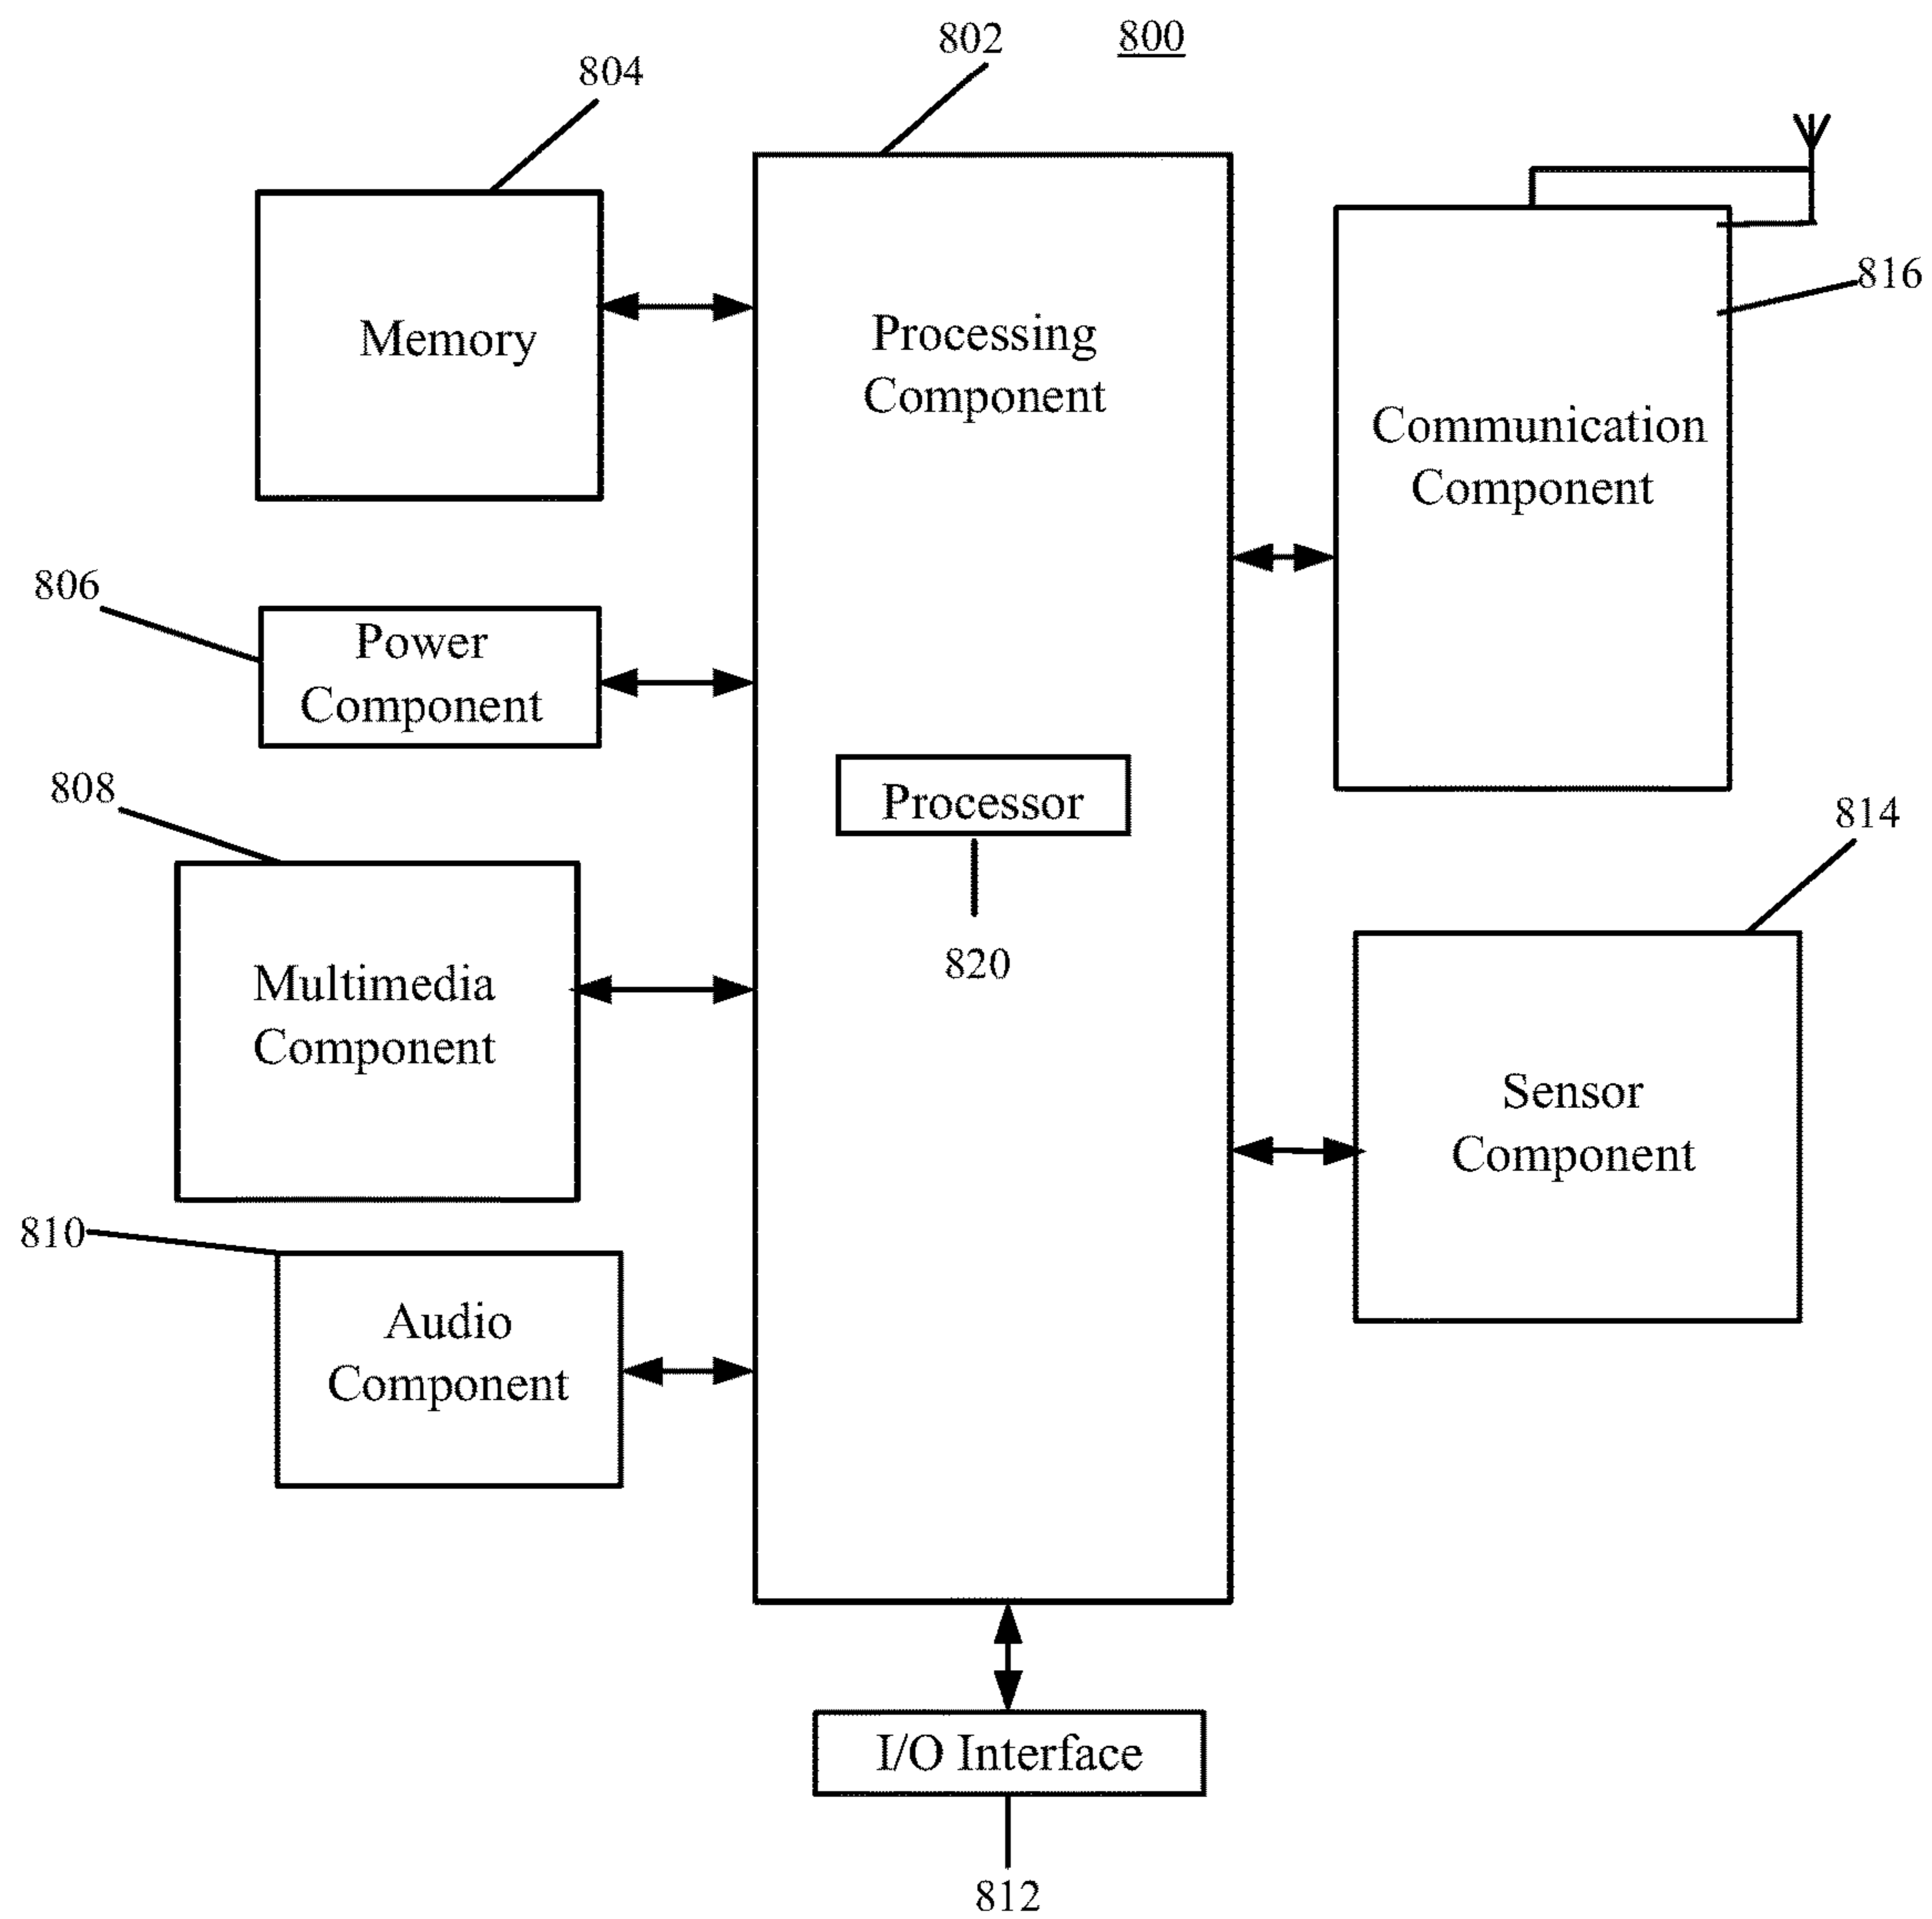 800
802
804
Memory
Processing
Component
816
Communication
Component
806
Power
Component
808
Processor
820
814
Multimedia
Component
Sensor
Component
810
Audio
Component
I/O Interface
812